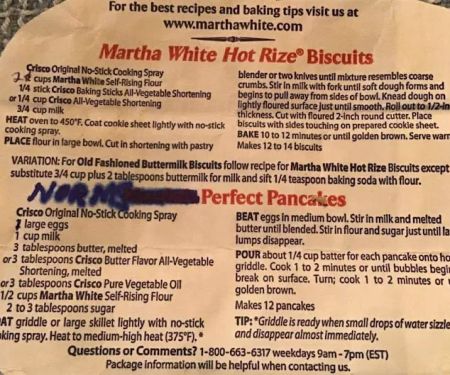 For the best recipes and baking tips visit us at
www.marthawhite.com
Martha White Hot Rize® Biscuits
Crisco Original No-Stick Cooking Spray
2 cups Martha White Self-Rising Flour
1/4 stick Crisco Baking Sticks All-Vegetable Shortening
or 1/4 cup Crisco All-Vegetable Shortening
3/4 cup milk
HEAT oven to 450°F. Coat cookie sheet lightly with no-stick
cooking spray.
PLACE flour in large bowl. Cut in shortening with pastry
blender or two knives until mixture resembles coarse
crumbs. Stir in milk with fork until soft dough forms and
begins to pull away from sides of bowl. Knead dough on
lightly floured surface just until smooth. Roll out to 1/2-in
thickness. Cut with floured 2-inch round cutter. Place
biscuits with sides touching on prepared cookie sheet.
BAKE 10 to 12 minutes or until golden brown. Serve warm
Makes 12 to 14 biscuits
VARIATION: For Old Fashioned Buttermilk Biscuits follow recipe for Martha White Hot Rize Biscuits except
substitute 3/4 cup plus 2 tablespoons buttermilk for milk and sift 1/4 teaspoon baking soda with flour.
NORMS Perfect Pancakes
Crisco Original No-Stick Cooking Spray
large eggs
1 cup milk
3 tablespoons butter, melted
or 3 tablespoons Crisco Butter Flavor All-Vegetable
Shortening, melted
or 3 tablespoons Crisco Pure Vegetable Oil
1/2 cups Martha White Self-Rising Flour
2 to 3 tablespoons sugar
OAT griddle or large skillet lightly with no-stick
king spray. Heat to medium-high heat (375°F). *
BEAT eggs in medium bowl. Stir in milk and melted
butter until blended. Stir in flour and sugar just until la
lumps disappear.
POUR about 1/4 cup batter for each pancake onto ho
griddle. Cook 1 to 2 minutes or until bubbles begin
break on surface. Turn; cook 1 to 2 minutes or u
golden brown.
Makes 12 pancakes
TIP: *Griddle is ready when small drops of water sizzle
and disappear almost immediately.
Questions or Comments? 1-800-663-6317 weekdays 9am - 7pm (EST)
Package information will be helpful when contacting us.